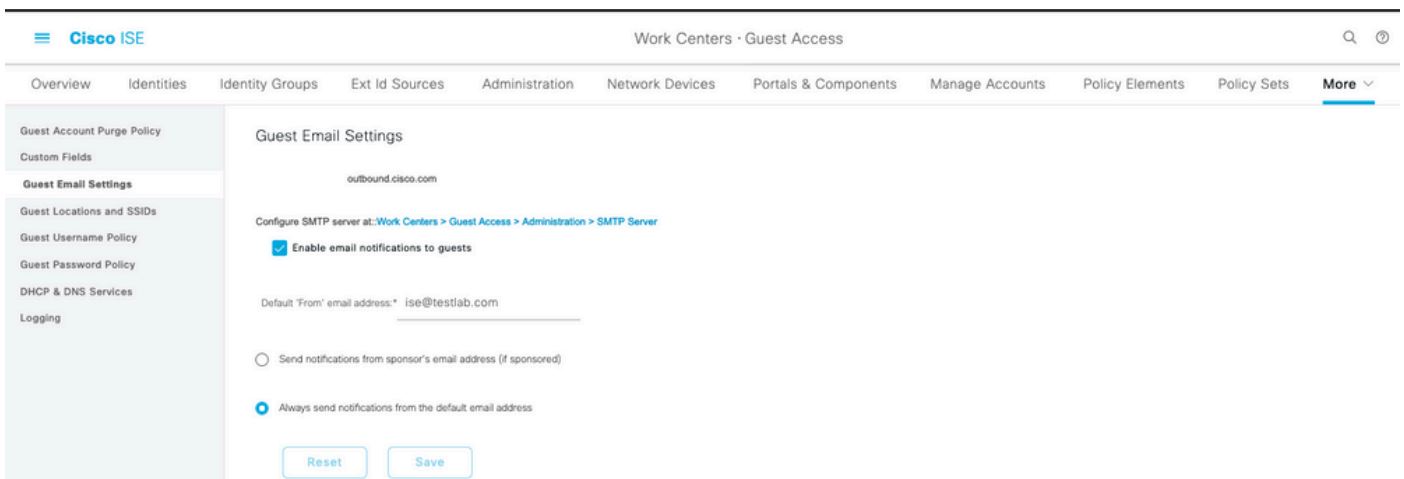 Cisco ISE
Work Centers · Guest Access
Overview Identities Identity Groups Ext Id Sources Administration Network Devices Portals & Components Manage Accounts Policy Elements Policy Sets More
Guest Account Purge Policy
Custom Fields
Guest Email Settings
Guest Locations and SSIDs
Guest Username Policy
Guest Password Policy
DHCP & DNS Services
Logging
Guest Email Settings
outbound.cisco.com
Configure SMTP server at::Work Centers > Guest Access > Administration > SMTP Server
Enable email notifications to guests
Default 'From' email address:* ise@testlab.com
Send notifications from sponsor's email address (if sponsored)
Always send notifications from the default email address
Reset Save